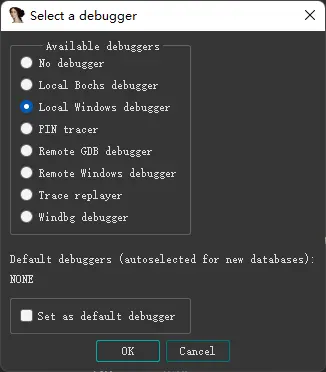 Select a debugger
Available debuggers
No debugger
Local Bochs debugger
Local Windows debugger
PIN tracer
Remote GDB debugger
Remote Windows debugger
Trace replayer
Windbg debugger
Default debuggers (autoselected for new databases):
NONE
Set as default debugger
OK Cancel